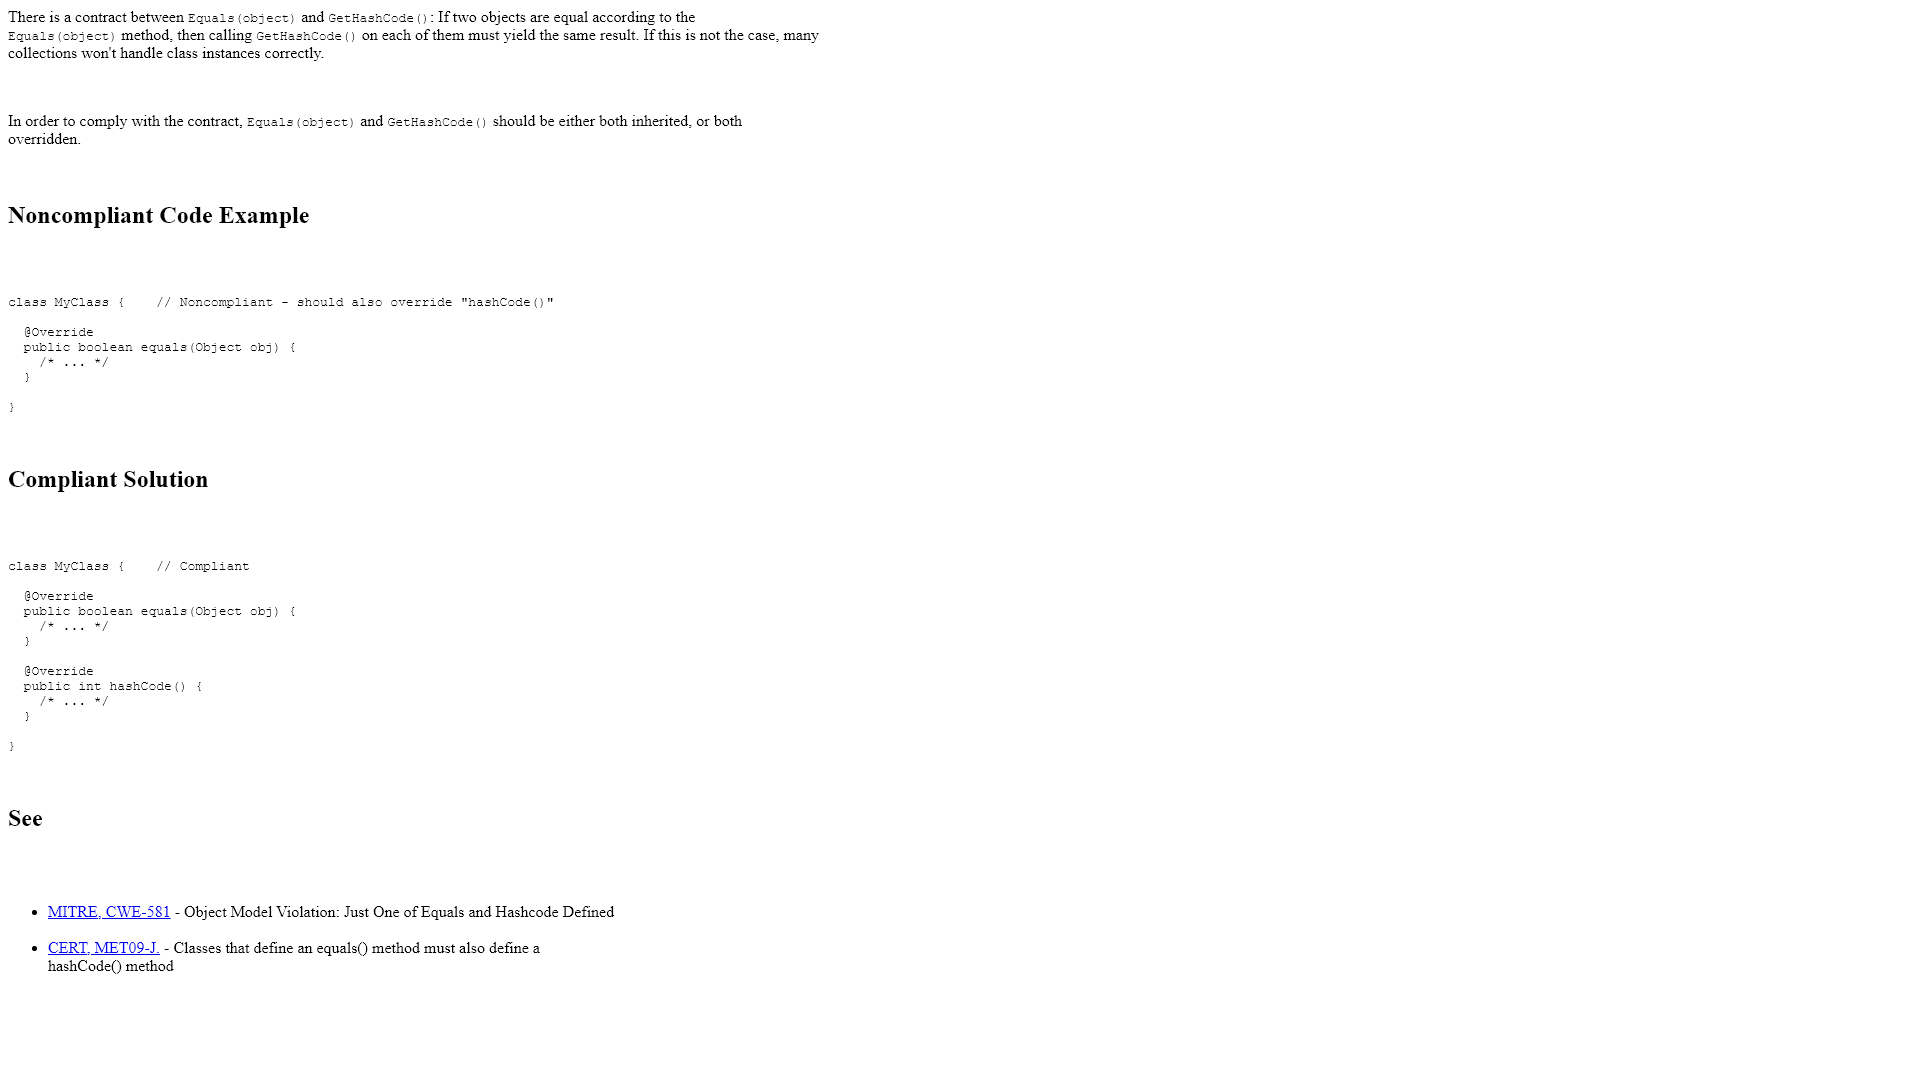 There is a contract between Equals(object) and GetHashCode(): If two objects are equal according to the
Equals(object) method, then calling GetHashCode() on each of them must yield the same result. If this is not the case, many
collections won't handle class instances correctly.
In order to comply with the contract, Equals(object) and GetHashCode() should be either both inherited, or both
overridden.
Noncompliant Code Example
class MyClass {    // Noncompliant - should also override "hashCode()"
  @Override
  public boolean equals(Object obj) {
    /* ... */
  }
}
Compliant Solution
class MyClass {    // Compliant
  @Override
  public boolean equals(Object obj) {
    /* ... */
  }
  @Override
  public int hashCode() {
    /* ... */
  }
}
See
• MITRE, CWE-581 - Object Model Violation: Just One of Equals and Hashcode Defined
• CERT, MET09-J. - Classes that define an equals() method must also define a
hashCode() method